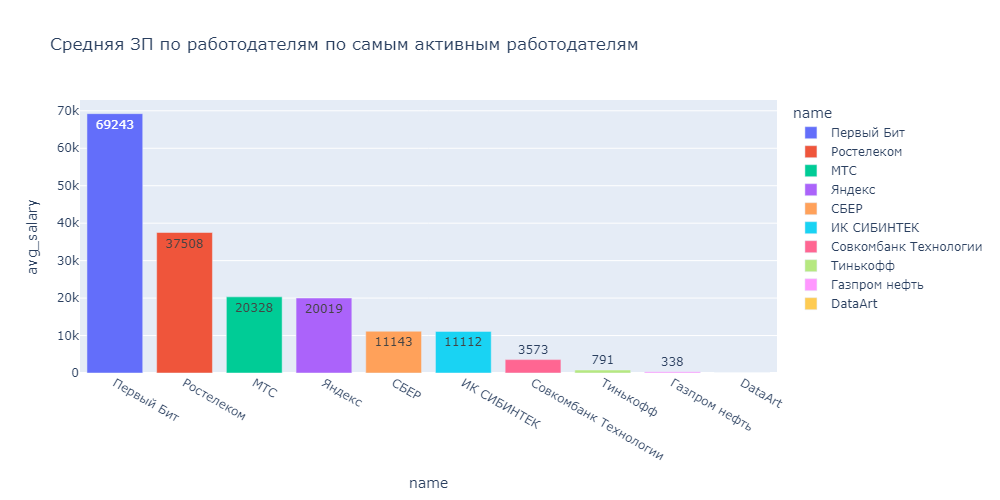 Средняя ЗП по работодателям по самым активным работодателям
avg_salary
70k
60k
50k
40k
30k
20k
10k
0
69243
37508
20328
20019
11143
11112
3573
791
338
Первый Бит
Ростелеком
МТС
Яндекс
СБЕР
ИК СИБИНТЕК
Совкомбанк Технологии
Тинькофф
Газпром нефть
DataArt
name
name
Первый Бит
Ростелеком
МТС
Яндекс
СБЕР
ИК СИБИНТЕК
Совкомбанк Технологии
Тинькофф
Газпром нефть
DataArt